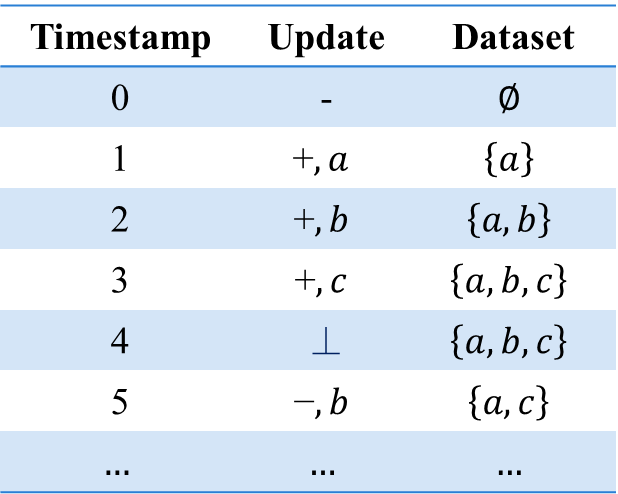 Timestamp Update Dataset
0 - ∅
1 +, a {a}
2 +, b {a, b}
3 +, c {a, b, c}
4 ⊥ {a, b, c}
5 −, b {a, c}
... ... ...